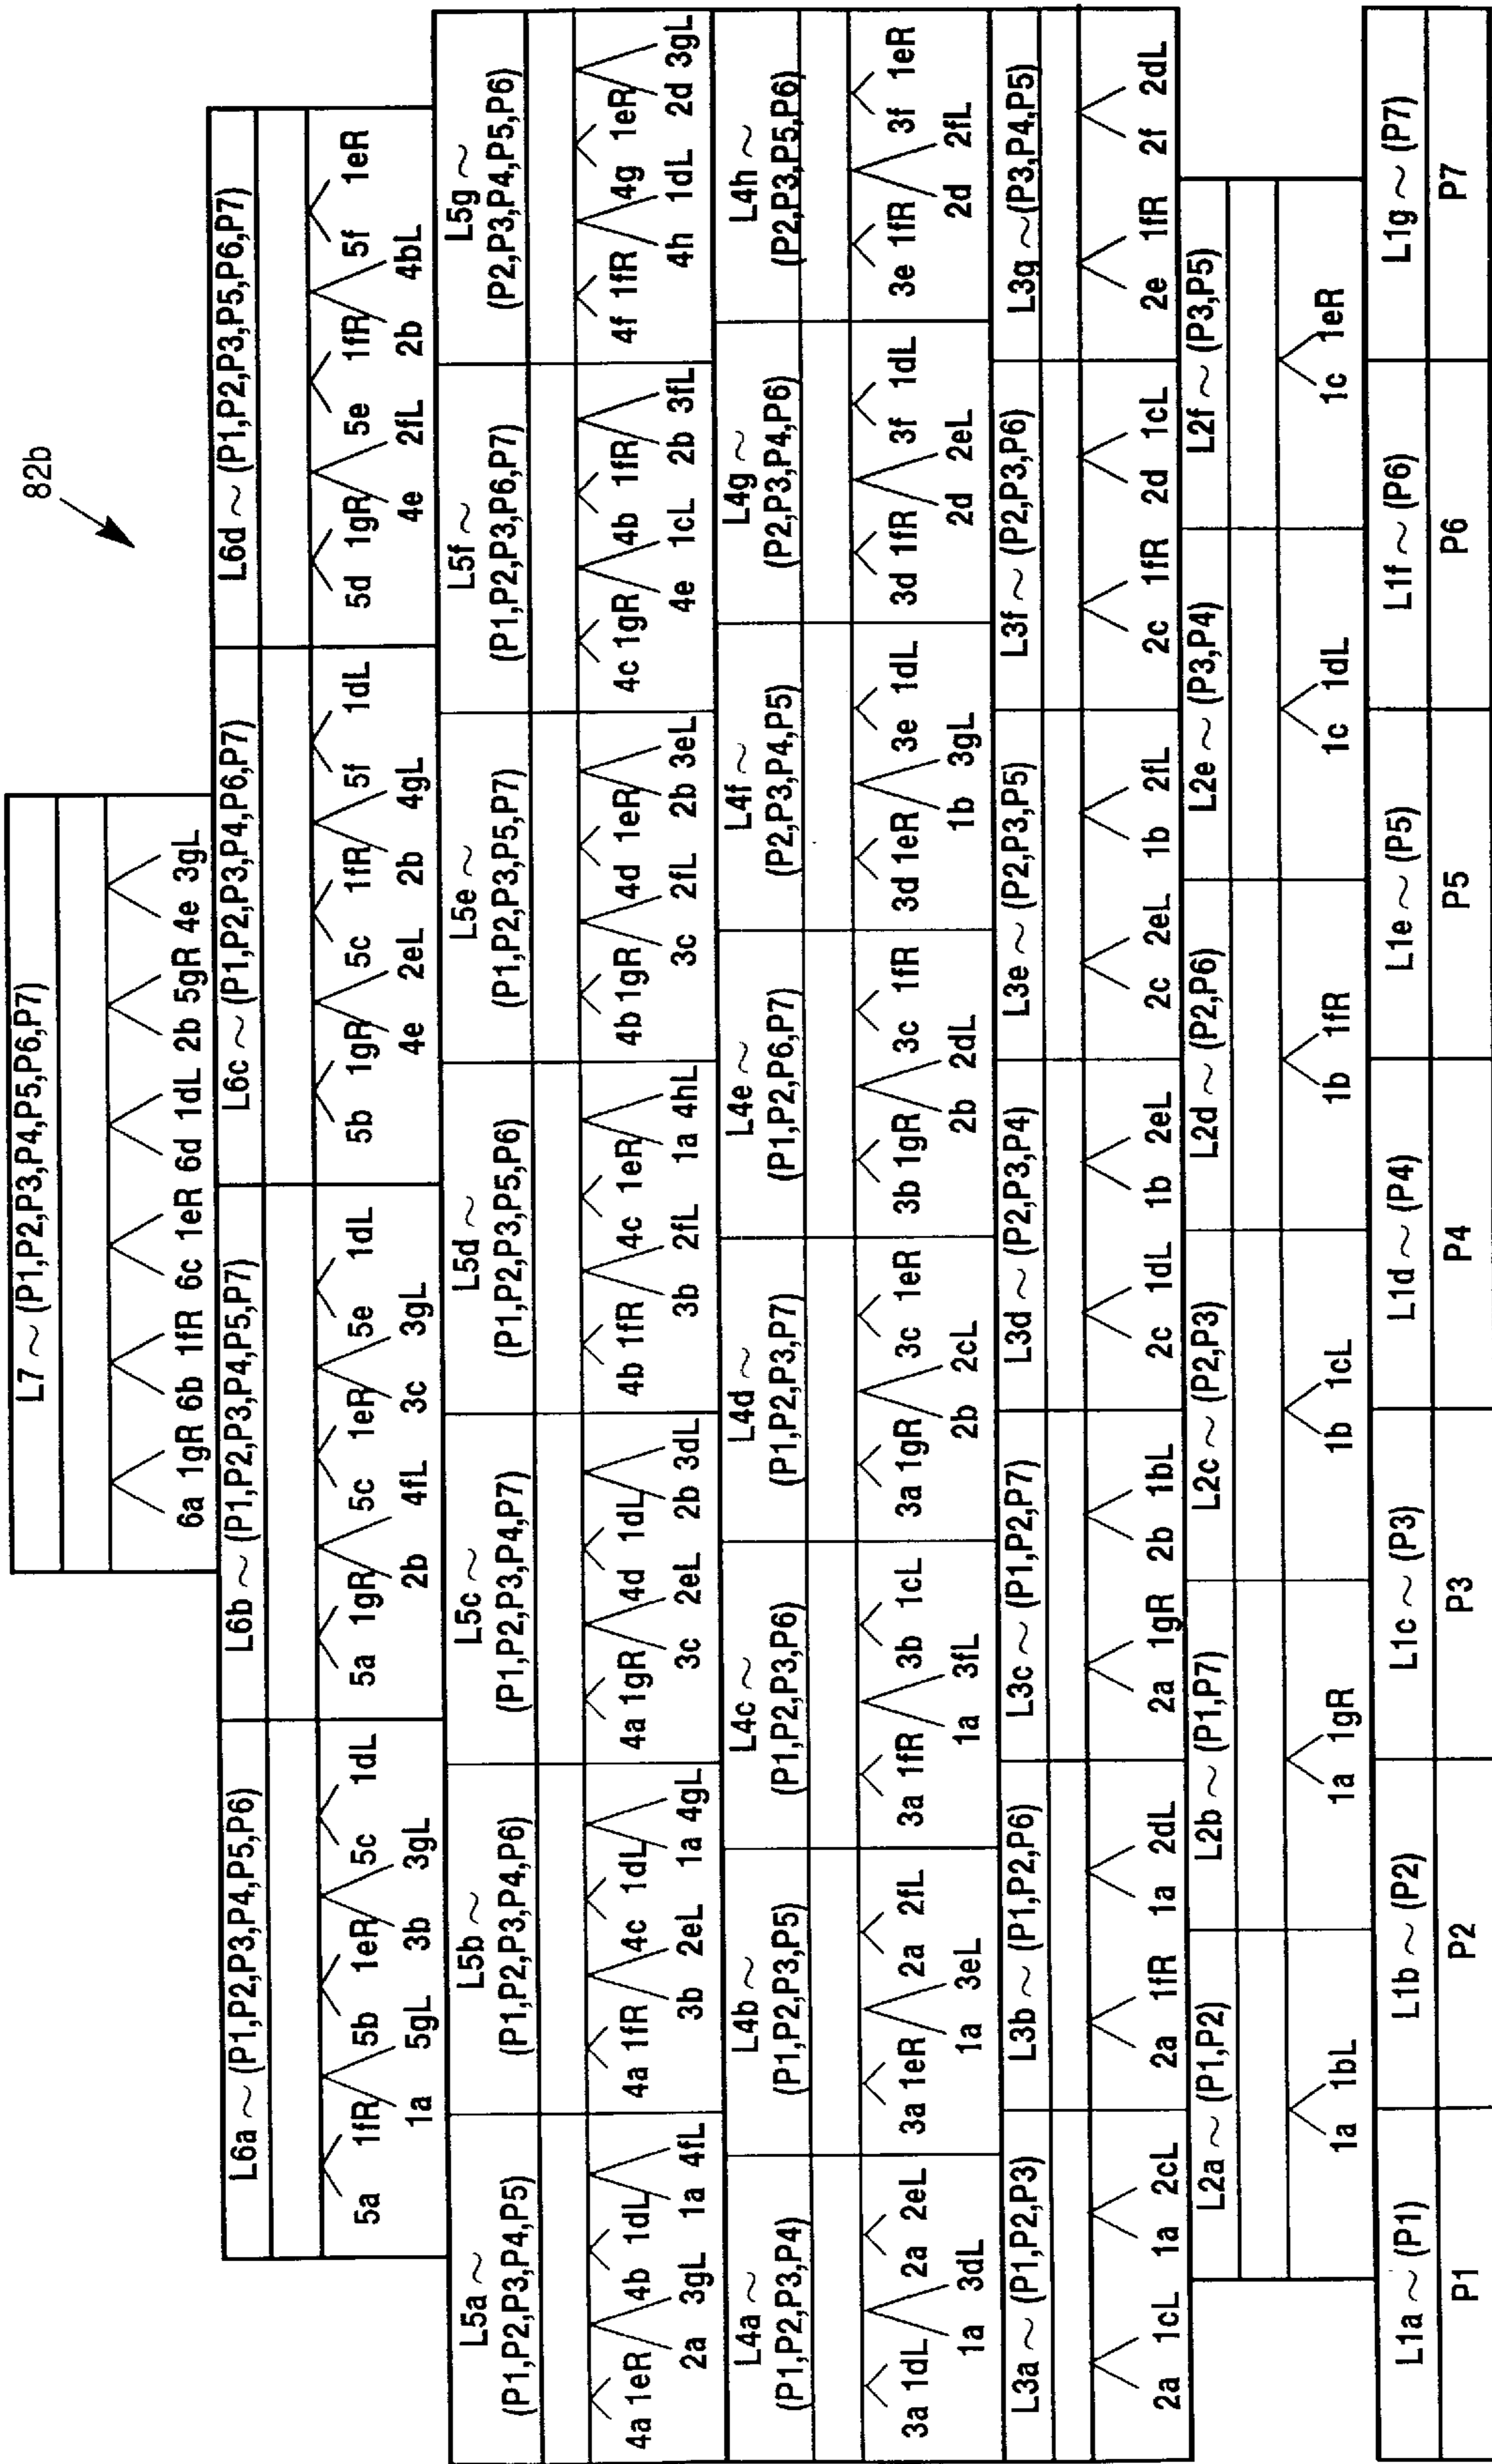 82b
L7 ~ (P1,P2,P3,P4,P5,P6,P7)
6a 1gR 6b 1fR 6c 1eR 6d 1dL 2b 5gR 4e 3gL
L6a ~ (P1,P2,P3,P4,P5,P6) L6b ~ (P1,P2,P3,P4,P5,P7) L6c ~ (P1,P2,P3,P4,P6,P7) L6d ~ (P1,P2,P3,P5,P6,P7)
5a 1fR 5b 1eR 5c 1dL 5a 1gR 5c 1eR 5e 1dL 5b 1gR 5c 1fR 5f 1dL 5d 1gR 5e 1fR 5f 1eR
1a 5gL 3b 3gL 2b 4fL 3c 3gL 4e 2eL 2b 4gL 4e 2fL 2b 4bL
L5a ~ L5b ~ L5c ~ L5d ~ L5e ~ L5f ~ L5g ~
(P1,P2,P3,P4,P5) (P1,P2,P3,P4,P6) (P1,P2,P3,P4,P7) (P1,P2,P3,P5,P6) (P1,P2,P3,P5,P7) (P1,P2,P3,P6,P7) (P2,P3,P4,P5,P6)
4a 1eR 4b 1dL 4a 1fR 4c 1dL 4a 1gR 4d 1dL 4b 1fR 4c 1eR 4b 1gR 4d 1eR 4c 1gR 4b 1fR 4f 1fR 4g 1eR
2a 3gL 1a 4fL 3b 2eL 1a 4gL 3c 2eL 2b 3dL 3b 2fL 1a 4hL 3c 2fL 2b 3eL 4e 1cL 2b 3fL 4h 1dL 2d 3gL
L4a ~ L4b ~ L4c ~ L4d ~ L4e ~ L4f ~ L4g ~ L4h ~
(P1,P2,P3,P4) (P1,P2,P3,P5) (P1,P2,P3,P6) (P1,P2,P3,P7) (P1,P2,P6,P7) (P2,P3,P4,P5) (P2,P3,P4,P6) (P2,P3,P5,P6)
3a 1dL 2a 2eL 3a 1eR 2a 2fL 3a 1fR 3b 1cL 3a 1gR 3c 1eR 3b 1gR 3c 1fR 3d 1eR 3e 1dL 3d 1fR 3f 1dL 3e 1fR 3f 1eR
1a 3dL 1a 3eL 1a 3fL 2b 2cL 2b 2dL 1b 3gL 2d 2eL 2d 2fL
L3a ~ (P1,P2,P3) L3b ~ (P1,P2,P6) L3c ~ (P1,P2,P7) L3d ~ (P2,P3,P4) L3e ~ (P2,P3,P5) L3f ~ (P2,P3,P6) L3g ~ (P3,P4,P5)
2a 1cL 1a 2cL 2a 1fR 1a 2dL 2a 1gR 2b 1bL 2c 1dL 1b 2eL 2c 2eL 1b 2fL 2c 1fR 2d 1cL 2e 1fR 2f 2dL
L2a ~ (P1,P2) L2b ~ (P1,P7) L2c ~ (P2,P3) L2d ~ (P2,P6) L2e ~ (P3,P4) L2f ~ (P3,P5)
1a 1bL 1a 1gR 1b 1cL 1b 1fR 1c 1dL 1c 1eR
L1a ~ (P1) L1b ~ (P2) L1c ~ (P3) L1d ~ (P4) L1e ~ (P5) L1f ~ (P6) L1g ~ (P7)
P1 P2 P3 P4 P5 P6 P7